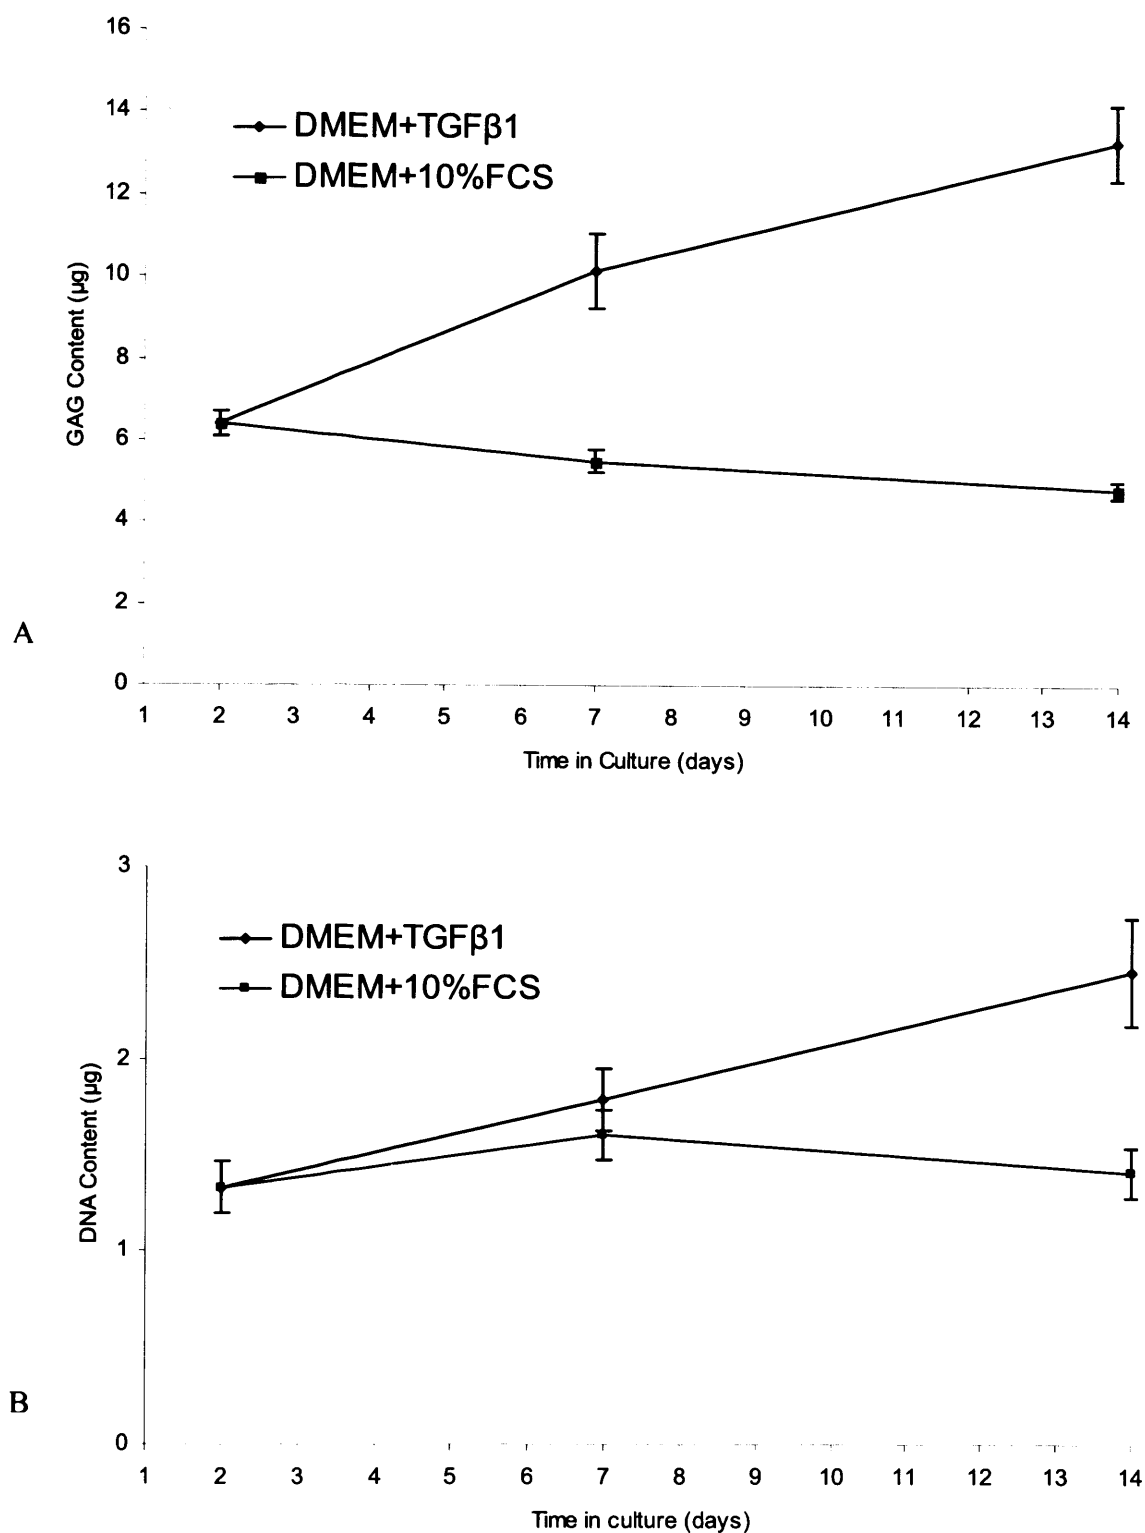 16
14
DMEM+TGFβ1
DMEM+10%FCS
12
10
GAG Content (µg)
8
6
4
2
A
0
1 2 3 4 5 6 7 8 9 10 11 12 13 14
Time in Culture (days)
3
DMEM+TGFβ1
DMEM+10%FCS
2
DNA Content (µg)
1
B
0
1 2 3 4 5 6 7 8 9 10 11 12 13 14
Time in culture (days)